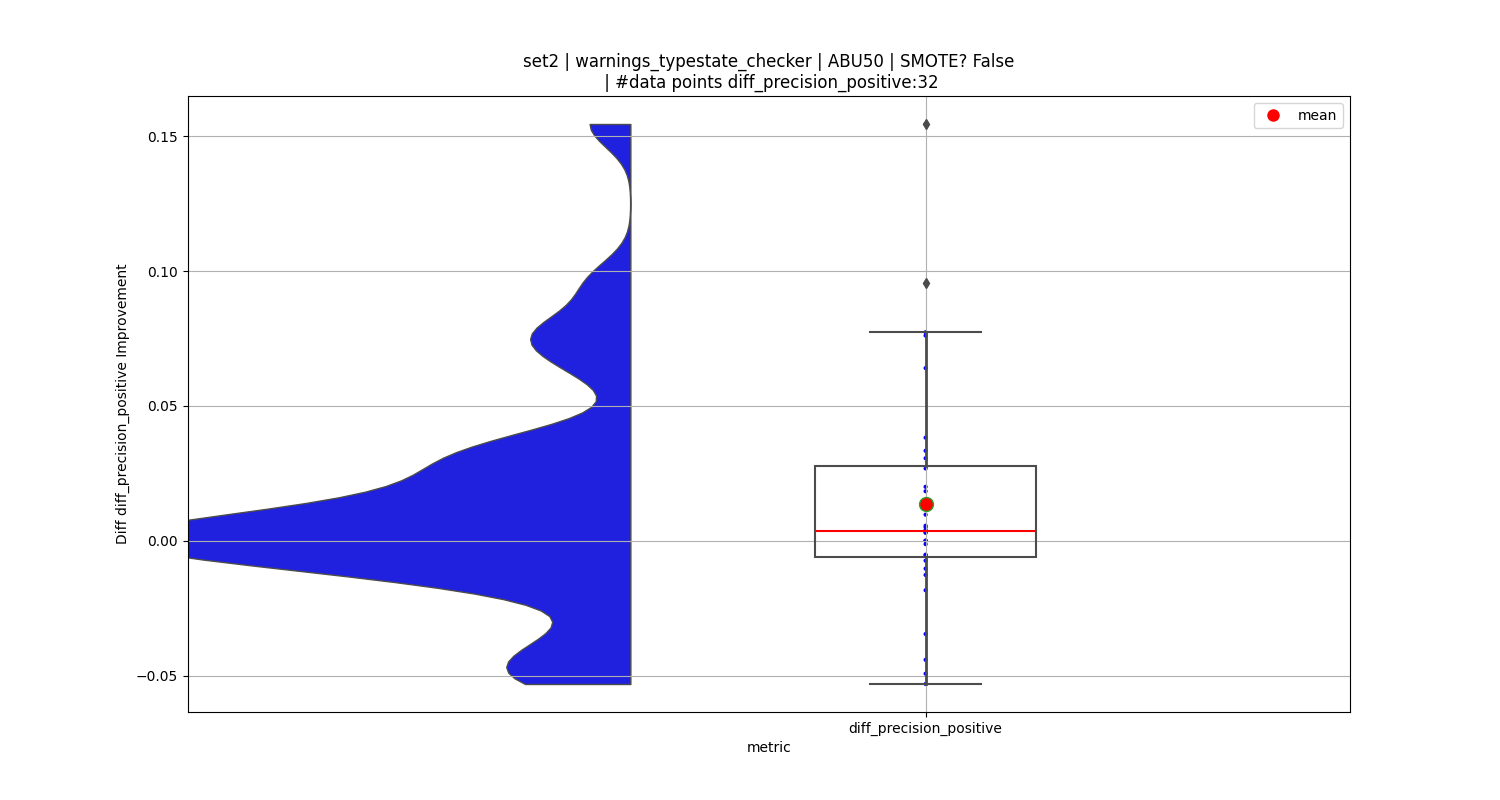 set2 | warnings_typestate_checker | ABU50 | SMOTE? False
| #data points diff_precision_positive:32
mean
0.15
0.10
0.05
0.00
−0.05
Diff diff_precision_positive Improvement
diff_precision_positive
metric